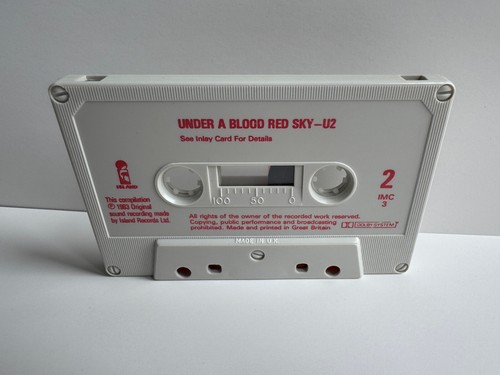 UNDER A BLOOD RED SKY–U2
See Inlay Card For Details
ISLAND
2
IMC
3
100 50 0
This compilation
℗ 1983 Original
sound recording made
by Island Records Ltd.
All rights of the owner of the recorded work reserved.
Copying, public performance and broadcasting
prohibited. Made and printed in Great Britain
DOLBY SYSTEM
MADE IN U.K.